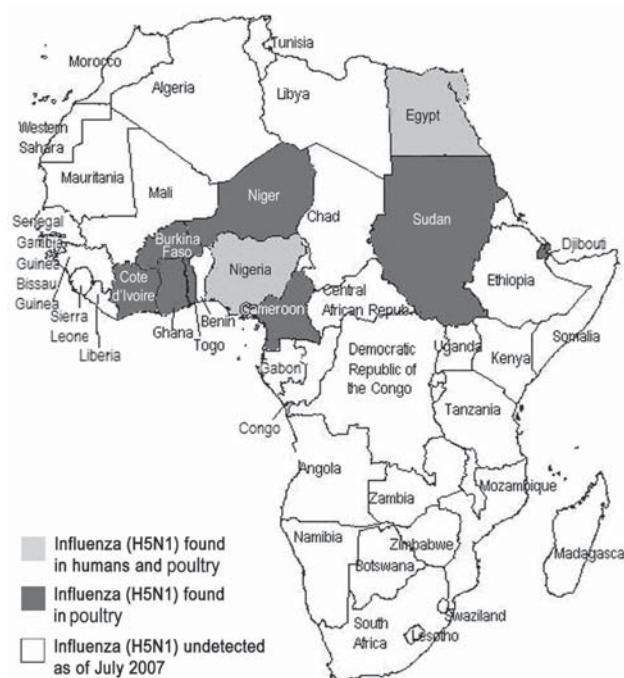 Tunisia
Morocco
Algeria
Libya
Egypt
Western
Sahara
Mauritania
Mali
Niger
Chad
Sudan
Senegal
Gambia
Guinea
Bissau
Guinea
Sierra
Leone
Liberia
Cote
d'Ivoire
Burkina
Faso
Ghana
Togo
Benin
Nigeria
Cameroon
Central
African Repub.
Djibouti
Ethiopia
Somalia
Uganda
Kenya
Democratic
Republic of
the Congo
Gabon
Congo
Tanzania
Angola
Zambia
Mozambique
Madagasca
Namibia
Zimbabwe
Botswana
Swaziland
South
Africa
Lesotho
Influenza (H5N1) found
in humans and poultry
Influenza (H5N1) found
in poultry
Influenza (H5N1) undetected
as of July 2007